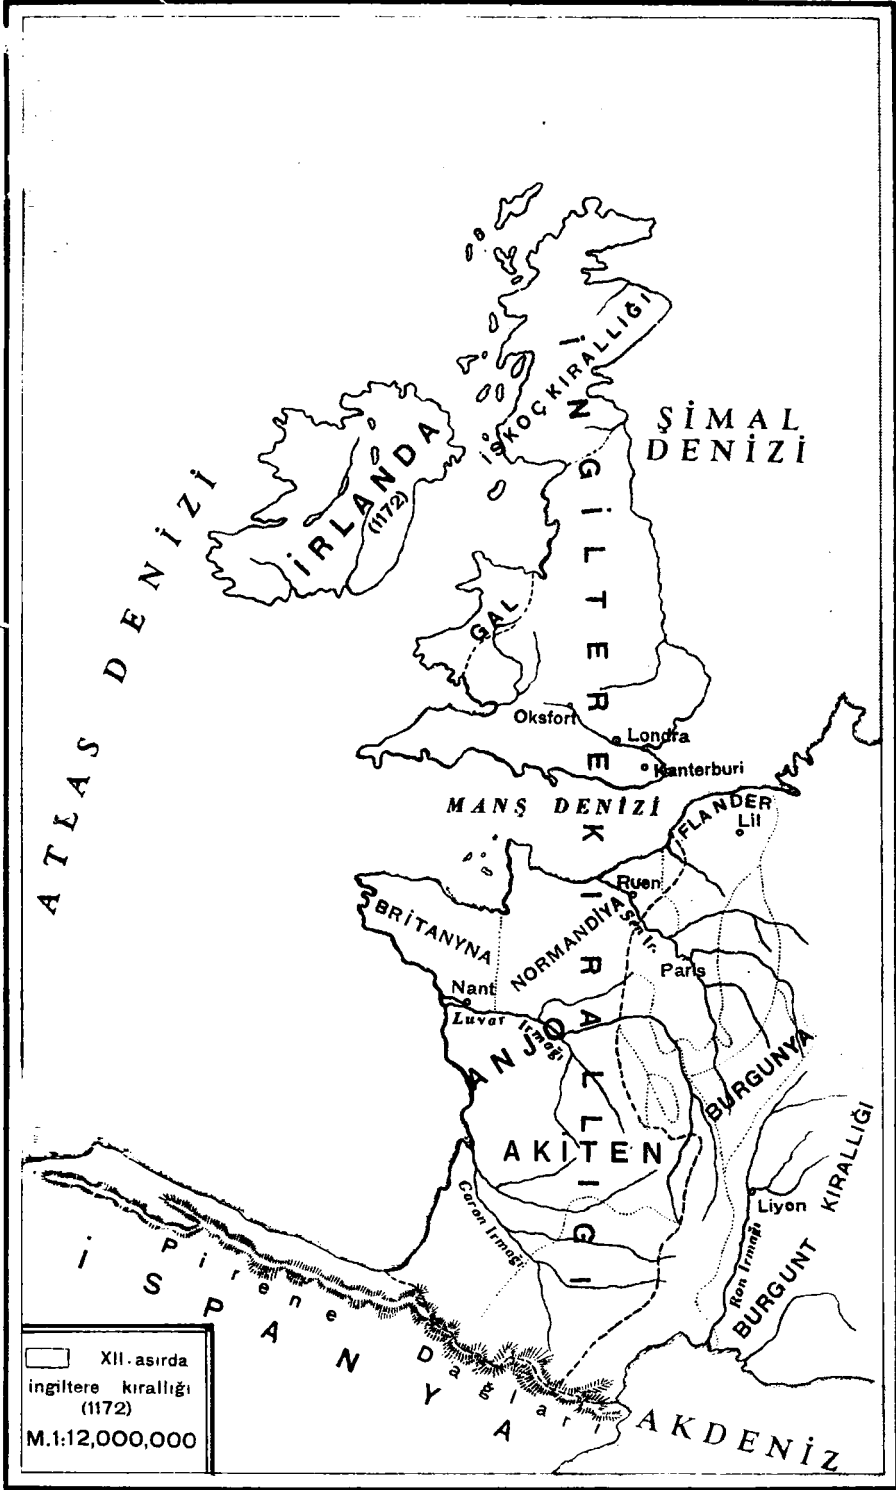 İSKOÇ KIRALLIĞI
İNGİLTERE KIRALLIGI
ŞİMAL
DENİZİ
İRLANDA
(1172)
ATLAS DENİZİ
GAL
Oksfort
Londra
Kanterburi
MANŞ DENİZİ
FLANDER
Lil
Ruen
BRİTANYNA
NORMANDİYA
Sen Ir.
Paris
Nant
Luvar Irmağı
ANJO
BURGUNYA
AKİTEN
Garon Irmağı
Liyon
Ron Irmağı
BURGUNT KIRALLIĞI
Pirene Dağları
İSPANYA
AKDENİZ
XII. asırda
ingiltere kırallığı
(1172)
M.1:12,000,000